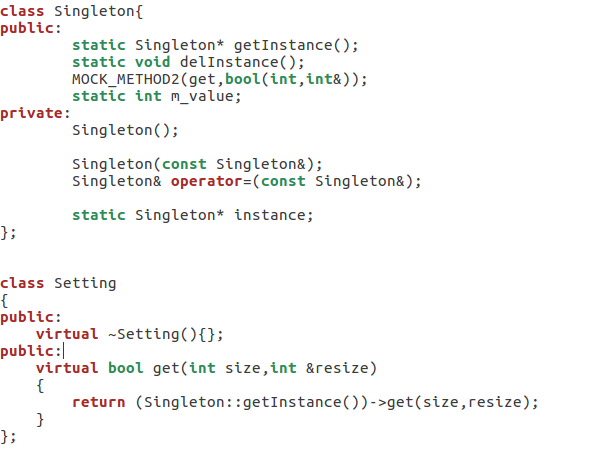 class Singleton{
public:
        static Singleton* getInstance();
        static void delInstance();
        MOCK_METHOD2(get,bool(int,int&));
        static int m_value;
private:
        Singleton();

        Singleton(const Singleton&);
        Singleton& operator=(const Singleton&);

        static Singleton* instance;
};


class Setting
{
public:
    virtual ~Setting(){};
public:
    virtual bool get(int size,int &resize)
    {
        return (Singleton::getInstance())->get(size,resize);
    }
};